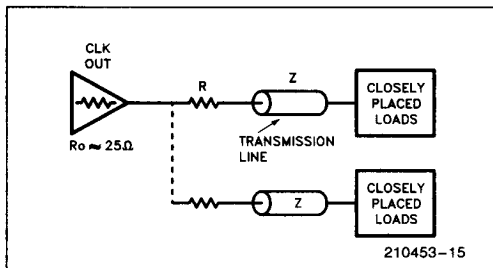 CLK
OUT
Ro ≈ 25Ω
R
Z
TRANSMISSION
LINE
CLOSELY
PLACED
LOADS
Z
CLOSELY
PLACED
LOADS
210453-15